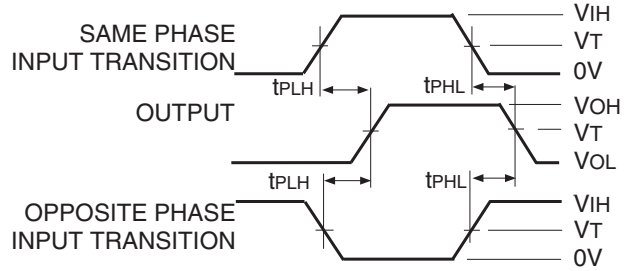 VIH
SAME PHASE
INPUT TRANSITION
VT
0V
tPLH
tPHL
OUTPUT
VOH
VT
VOL
tPLH
tPHL
OPPOSITE PHASE
INPUT TRANSITION
VIH
VT
0V